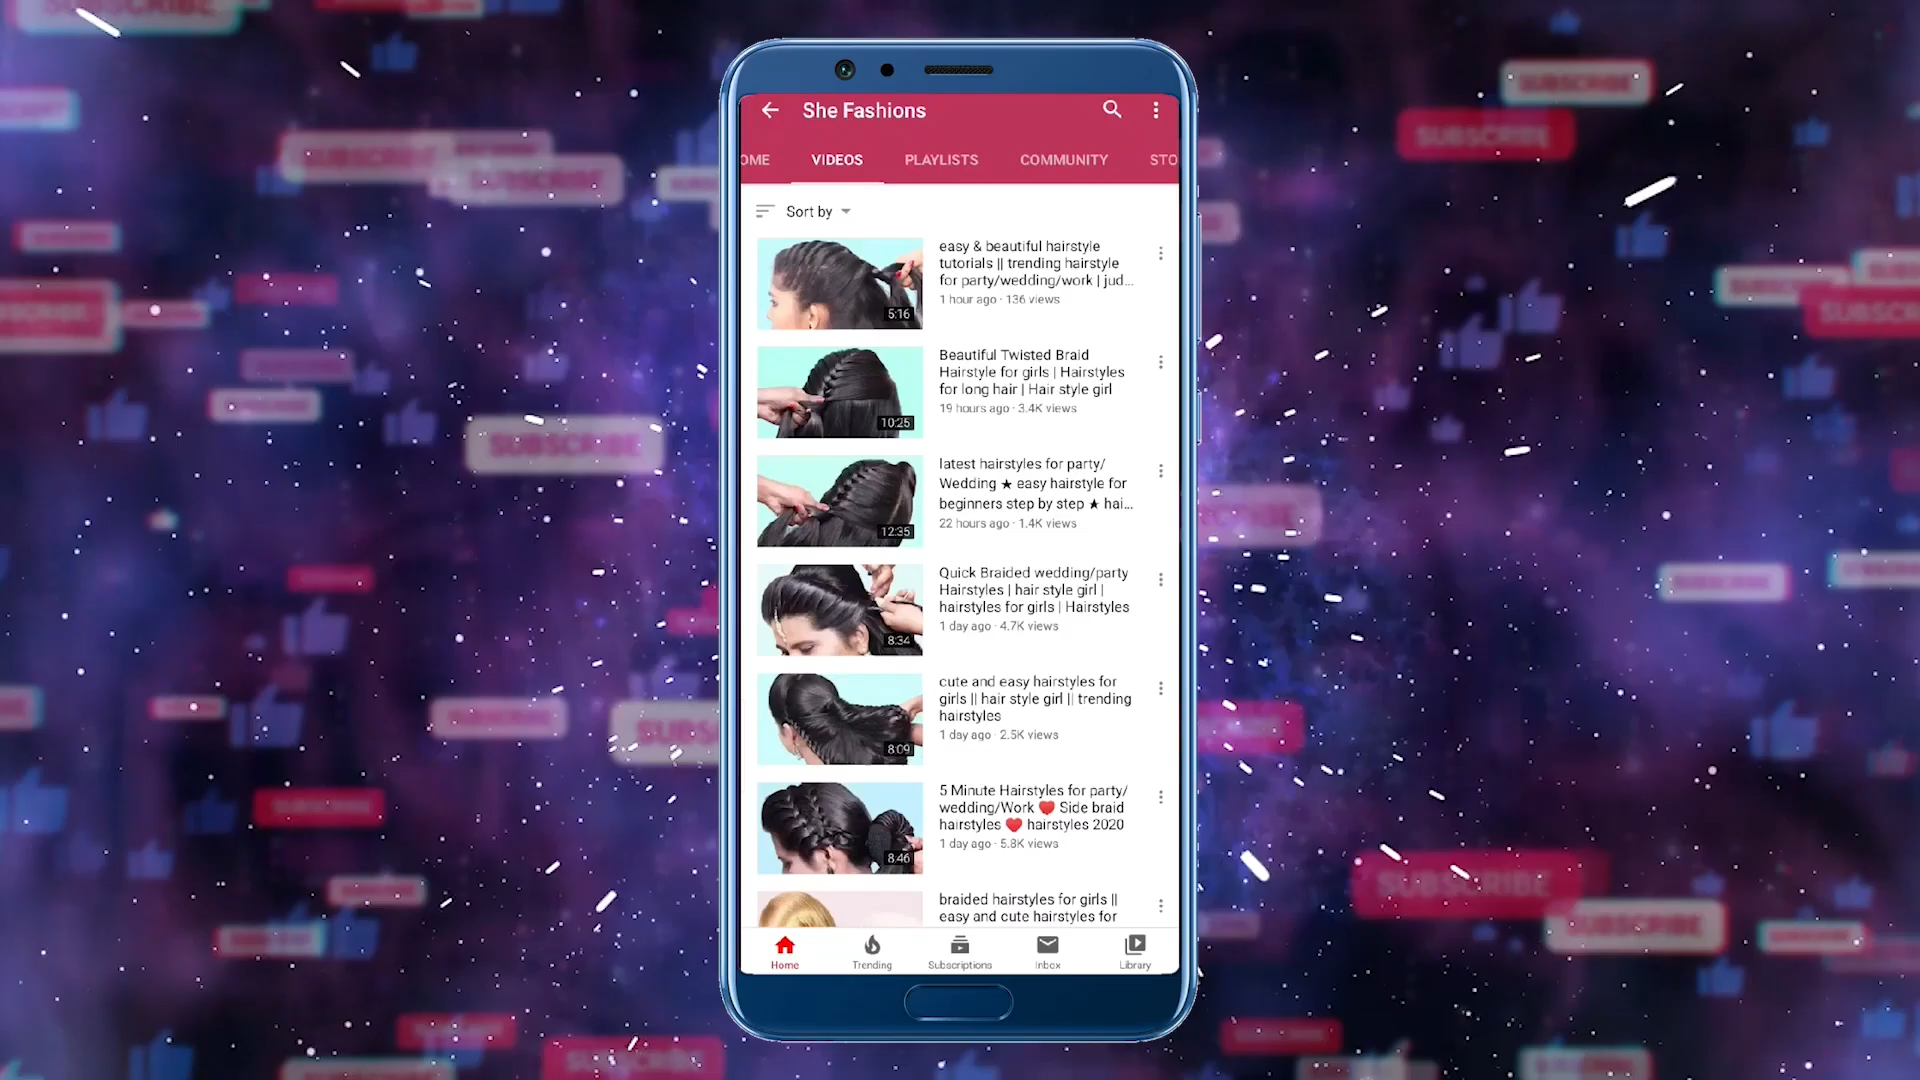 She Fashions
OME VIDEOS PLAYLISTS COMMUNITY STO
Sort by
easy & beautiful hairstyle
tutorials || trending hairstyle
for party/wedding/work | jud...
1 hour ago · 136 views
5:16
Beautiful Twisted Braid
Hairstyle for girls | Hairstyles
for long hair | Hair style girl
19 hours ago · 3.4K views
10:25
latest hairstyles for party/
Wedding ★ easy hairstyle for
beginners step by step ★ hai...
22 hours ago · 1.4K views
12:35
Quick Braided wedding/party
Hairstyles | hair style girl |
hairstyles for girls | Hairstyles
1 day ago · 4.7K views
8:34
cute and easy hairstyles for
girls || hair style girl || trending
hairstyles
1 day ago · 2.5K views
8:09
5 Minute Hairstyles for party/
wedding/Work ♥ Side braid
hairstyles ♥ hairstyles 2020
1 day ago · 5.8K views
8:46
braided hairstyles for girls ||
easy and cute hairstyles for
Home Trending Subscriptions Inbox Library
SUBSCRIBE
SUBSCRIBE
SUBSCRIBE
SUBSCRIBE
SUBSCRIBE
SUBSCRIBE